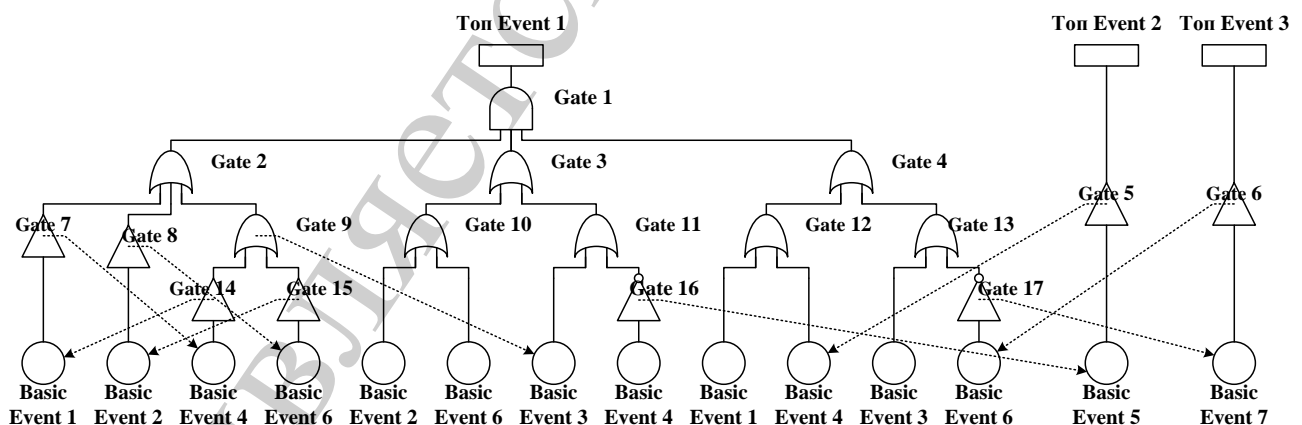 Топ Event 1
Топ Event 2
Топ Event 3
Gate 1
Gate 2
Gate 3
Gate 4
Gate 5
Gate 6
Gate 7
Gate 8
Gate 9
Gate 10
Gate 11
Gate 12
Gate 13
Gate 14
Gate 15
Gate 16
Gate 17
Basic
Event 1
Basic
Event 2
Basic
Event 4
Basic
Event 6
Basic
Event 2
Basic
Event 6
Basic
Event 3
Basic
Event 4
Basic
Event 1
Basic
Event 4
Basic
Event 3
Basic
Event 6
Basic
Event 5
Basic
Event 7